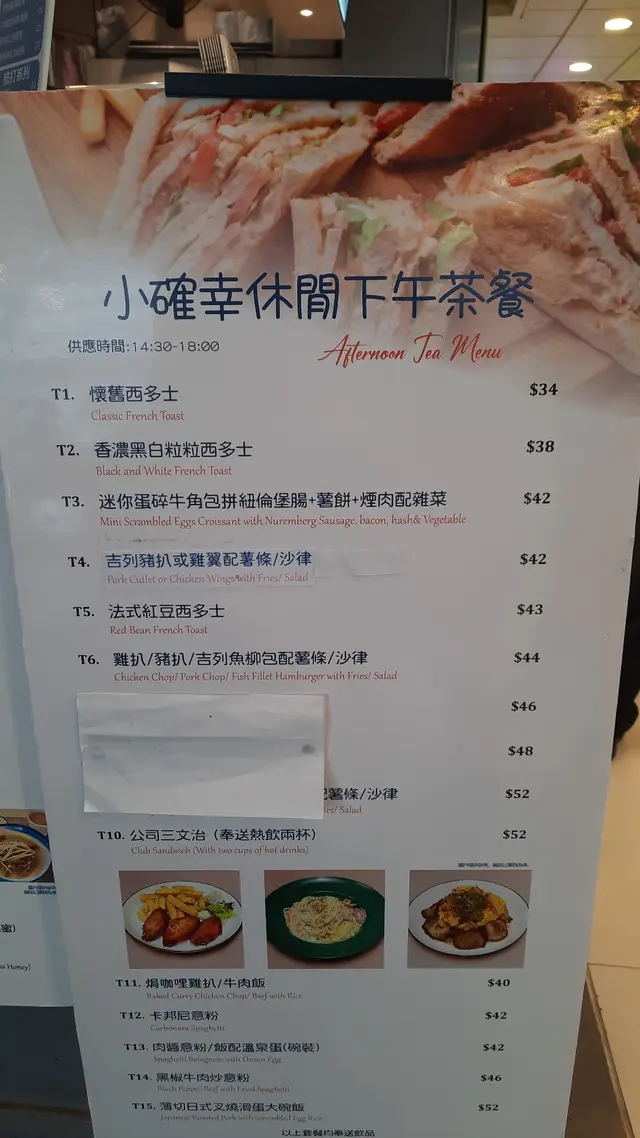 小確幸休閒下午茶餐
供應時間:14:30-18:00
Afternoon Tea Menu
T1. 懷舊西多士 $34
Classic French Toast
T2. 香濃黑白粒粒西多士 $38
Black and White French Toast
T3. 迷你蛋碎牛角包拼紐倫堡腸+薯餅+煙肉配雜菜 $42
Mini Scrambled Eggs Croissant with Nuremberg Sausage, bacon, hash& Vegetable
T4. 吉列豬扒或雞翼配薯條/沙律 $42
Pork Cutlet or Chicken Wings with Fries/ Salad
T5. 法式紅豆西多士 $43
Red Bean French Toast
T6. 雞扒/豬扒/吉列魚柳包配薯條/沙律 $44
Chicken Chop/ Pork Chop/ Fish Fillet Hamburger with Fries/ Salad
$46
$48
配薯條/沙律 $52
Fries/ Salad
T10. 公司三文治 (奉送熱飲兩杯) $52
Club Sandwich (With two cups of hot drinks)
T11. 焗咖哩雞扒/牛肉飯 $40
Baked Curry Chicken Chop/ Beef with Rice
T12. 卡邦尼意粉 $42
Carbonara Spaghetti
T13. 肉醬意粉/飯配溫泉蛋(碗裝) $42
Spaghetti Bolognese with Onsen Egg
T14. 黑椒牛肉炒意粉 $46
Black Pepper Beef with Fried Spaghetti
T15. 薄切日式叉燒滑蛋大碗飯 $52
Japanese Roasted Pork with Scrambled Egg Rice
以上套餐均奉送飲品